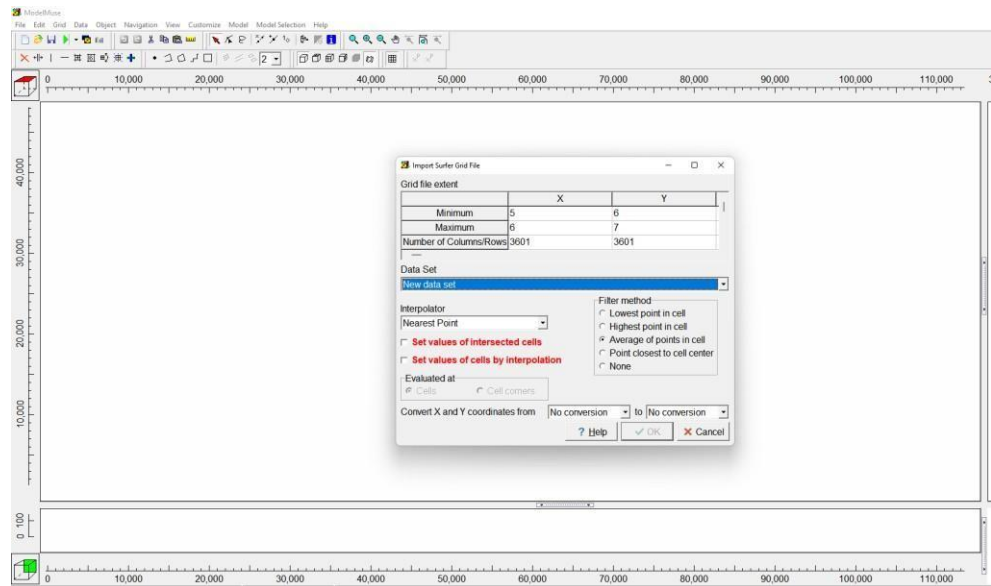 ModelMuse
File Edit Grid Data Object Navigation View Customize Model Model Selection Help
2
0 10,000 20,000 30,000 40,000 50,000 60,000 70,000 80,000 90,000 100,000 110,000
40,000
30,000
20,000
10,000
Import Surfer Grid File
Grid file extent
X Y
Minimum 5 6
Maximum 6 7
Number of Columns/Rows 3601 3601
Data Set
New data set
Interpolator
Nearest Point
Set values of intersected cells
Set values of cells by interpolation
Evaluated at
Cells Cell corners
Filter method
Lowest point in cell
Highest point in cell
Average of points in cell
Point closest to cell center
None
Convert X and Y coordinates from No conversion to No conversion
? Help OK Cancel
100
0
0 10,000 20,000 30,000 40,000 50,000 60,000 70,000 80,000 90,000 100,000 110,000